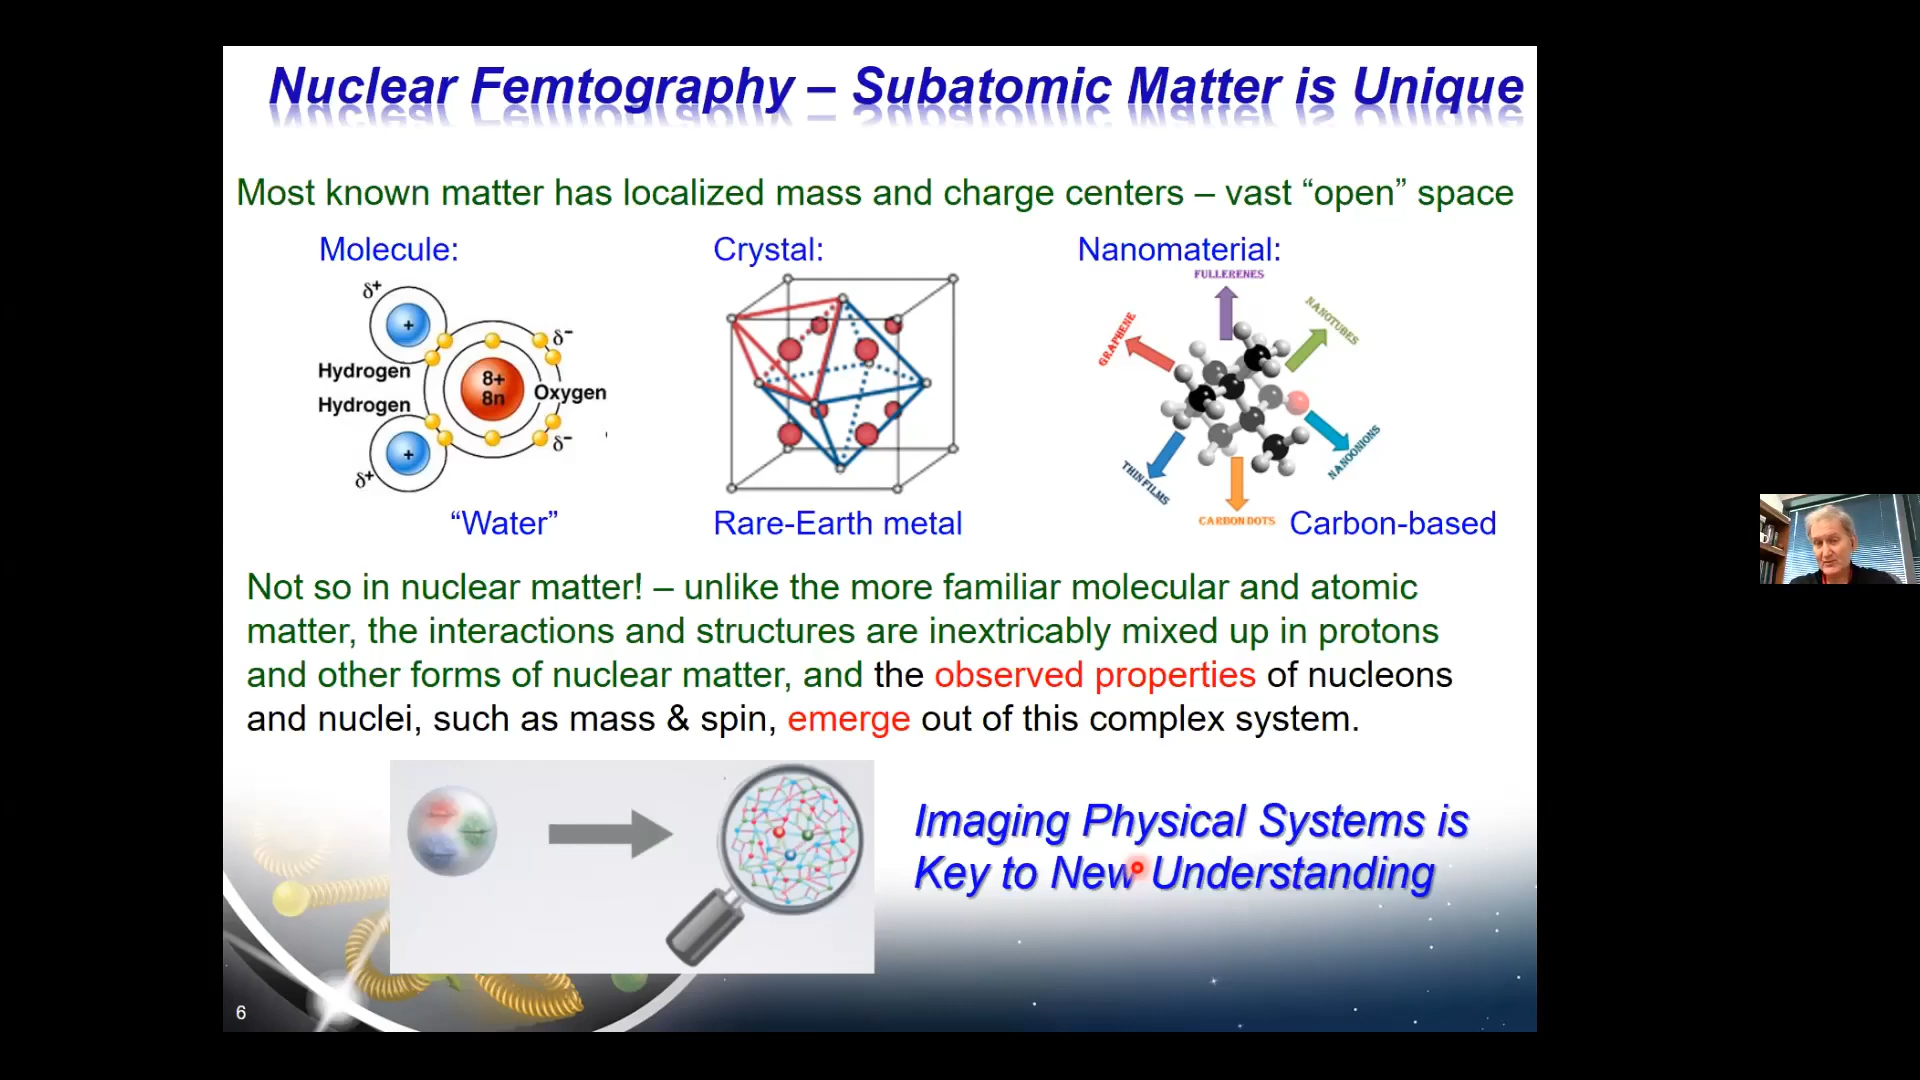 Nuclear Femtography – Subatomic Matter is Unique
Most known matter has localized mass and charge centers – vast “open” space
Molecule:
Crystal:
Nanomaterial:
δ+
+
δ-
Hydrogen
Hydrogen
8+
8n
Oxygen
δ-
+
δ+
FULLERENES
NANOTUBES
GRAPHENE
NANOONIONS
THIN FILMS
CARBON DOTS
“Water”
Rare-Earth metal
Carbon-based
Not so in nuclear matter! – unlike the more familiar molecular and atomic
matter, the interactions and structures are inextricably mixed up in protons
and other forms of nuclear matter, and the observed properties of nucleons
and nuclei, such as mass & spin, emerge out of this complex system.
Imaging Physical Systems is
Key to New Understanding
6